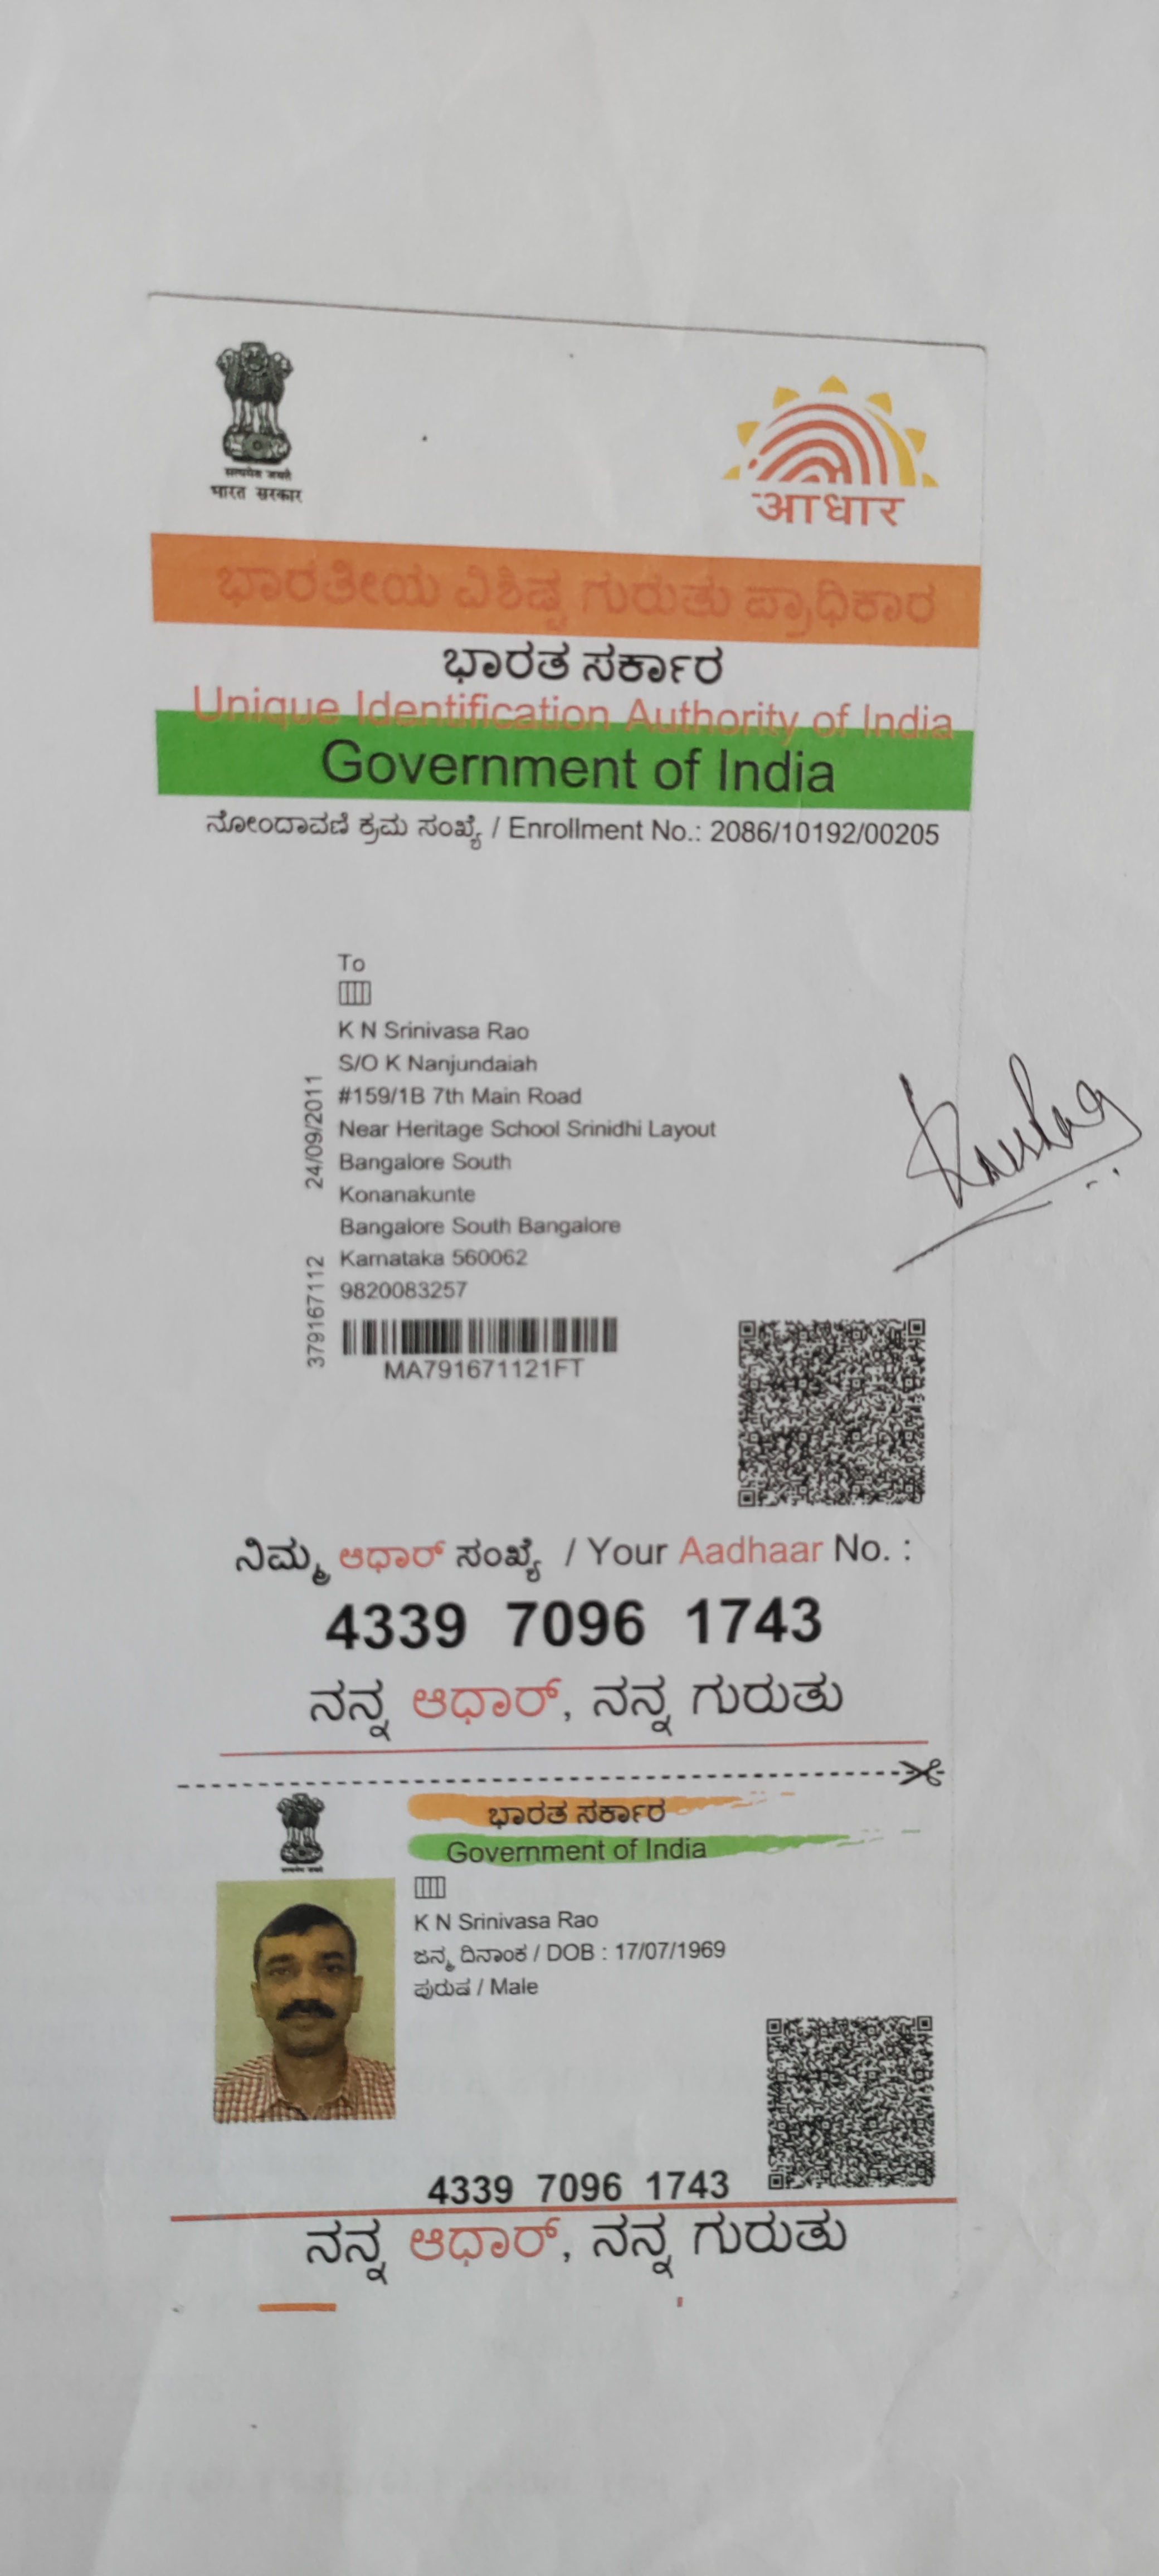 सत्यमेव जयते
भारत सरकार
आधार
ಭಾರತೀಯ ವಿಶಿಷ್ಟ ಗುರುತು ಪ್ರಾಧಿಕಾರ
ಭಾರತ ಸರ್ಕಾರ
Unique Identification Authority of India
Government of India
ನೋಂದಾವಣಿ ಕ್ರಮ ಸಂಖ್ಯೆ / Enrollment No.: 2086/10192/00205
To
K N Srinivasa Rao
S/O K Nanjundaiah
#159/1B 7th Main Road
Near Heritage School Srinidhi Layout
Bangalore South
Konanakunte
Bangalore South Bangalore
Karnataka 560062
9820083257
24/09/2011
379167112
MA791671121FT
ನಿಮ್ಮ ಆಧಾರ್ ಸಂಖ್ಯೆ / Your Aadhaar No. :
4339 7096 1743
ನನ್ನ ಆಧಾರ್, ನನ್ನ ಗುರುತು
ಭಾರತ ಸರ್ಕಾರ
Government of India
K N Srinivasa Rao
ಜನ್ಮ ದಿನಾಂಕ / DOB : 17/07/1969
ಪುರುಷ / Male
4339 7096 1743
ನನ್ನ ಆಧಾರ್, ನನ್ನ ಗುರುತು